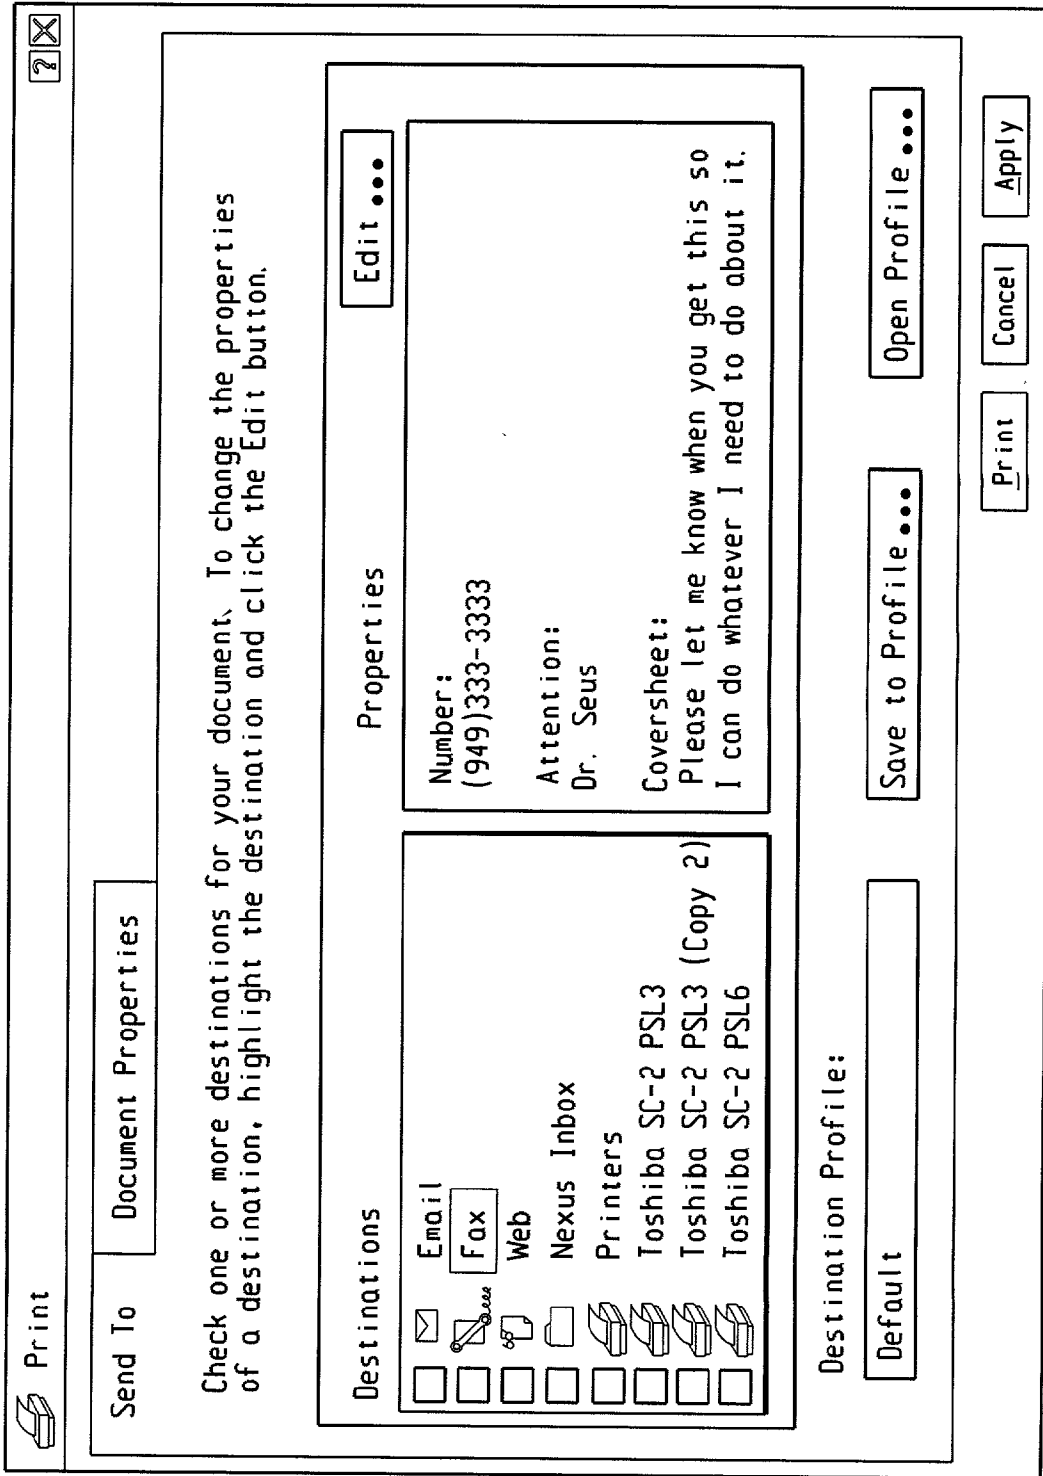 Print
? X
Send To
Document Properties
Check one or more destinations for your document. To change the properties
of a destination, highlight the destination and click the Edit button.
Destinations
Email
Fax
Web
Nexus Inbox
Printers
Toshiba SC-2 PSL3
Toshiba SC-2 PSL3 (Copy 2)
Toshiba SC-2 PSL6
Properties
Edit...
Number:
(949)333-3333
Attention:
Dr. Seus
Coversheet:
Please let me know when you get this so
I can do whatever I need to do about it.
Destination Profile:
Default
Save to Profile...
Open Profile...
Print
Cancel
Apply